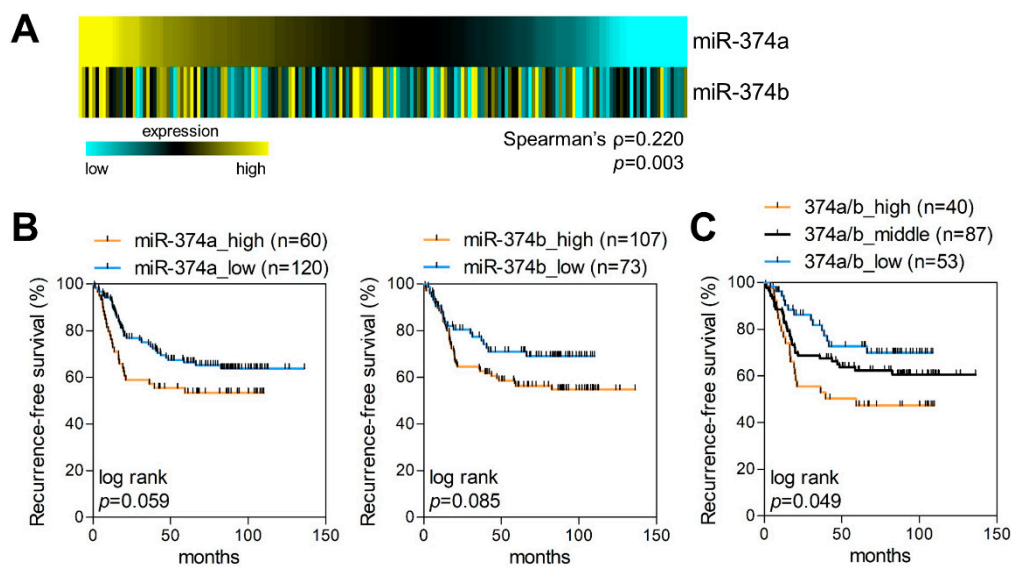 A
miR-374a
miR-374b
expression
low high
Spearman's ρ=0.220
p=0.003
B
miR-374a_high (n=60)
miR-374a_low (n=120)
Recurrence-free survival (%)
100
80
60
40
20
0
log rank
p=0.059
0 50 100 150
months
miR-374b_high (n=107)
miR-374b_low (n=73)
Recurrence-free survival (%)
100
80
60
40
20
0
log rank
p=0.085
0 50 100 150
months
C
374a/b_high (n=40)
374a/b_middle (n=87)
374a/b_low (n=53)
Recurrence-free survival (%)
100
80
60
40
20
0
log rank
p=0.049
0 50 100 150
months